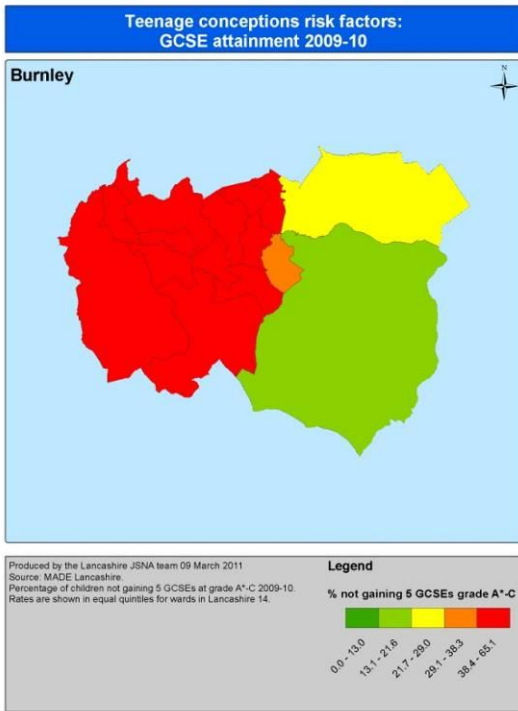 Teenage conceptions risk factors:
GCSE attainment 2009-10
Burnley
N
Produced by the Lancashire JSNA team 09 March 2011
Source: MADE Lancashire.
Percentage of children not gaining 5 GCSEs at grade A*-C 2009-10.
Rates are shown in equal quintiles for wards in Lancashire 14.
Legend
% not gaining 5 GCSEs grade A*-C
0.0 - 13.0
13.1 - 21.6
21.7 - 29.0
29.1 - 38.3
38.4 - 65.1